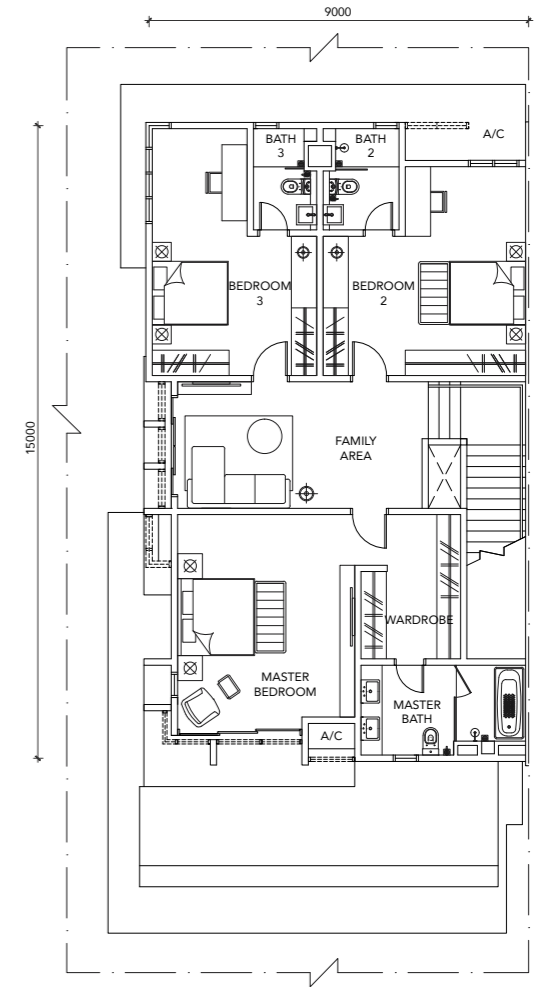 9000
15000
BATH
3
BATH
2
A/C
BEDROOM
3
BEDROOM
2
FAMILY
AREA
WARDROBE
MASTER
BEDROOM
MASTER
BATH
A/C